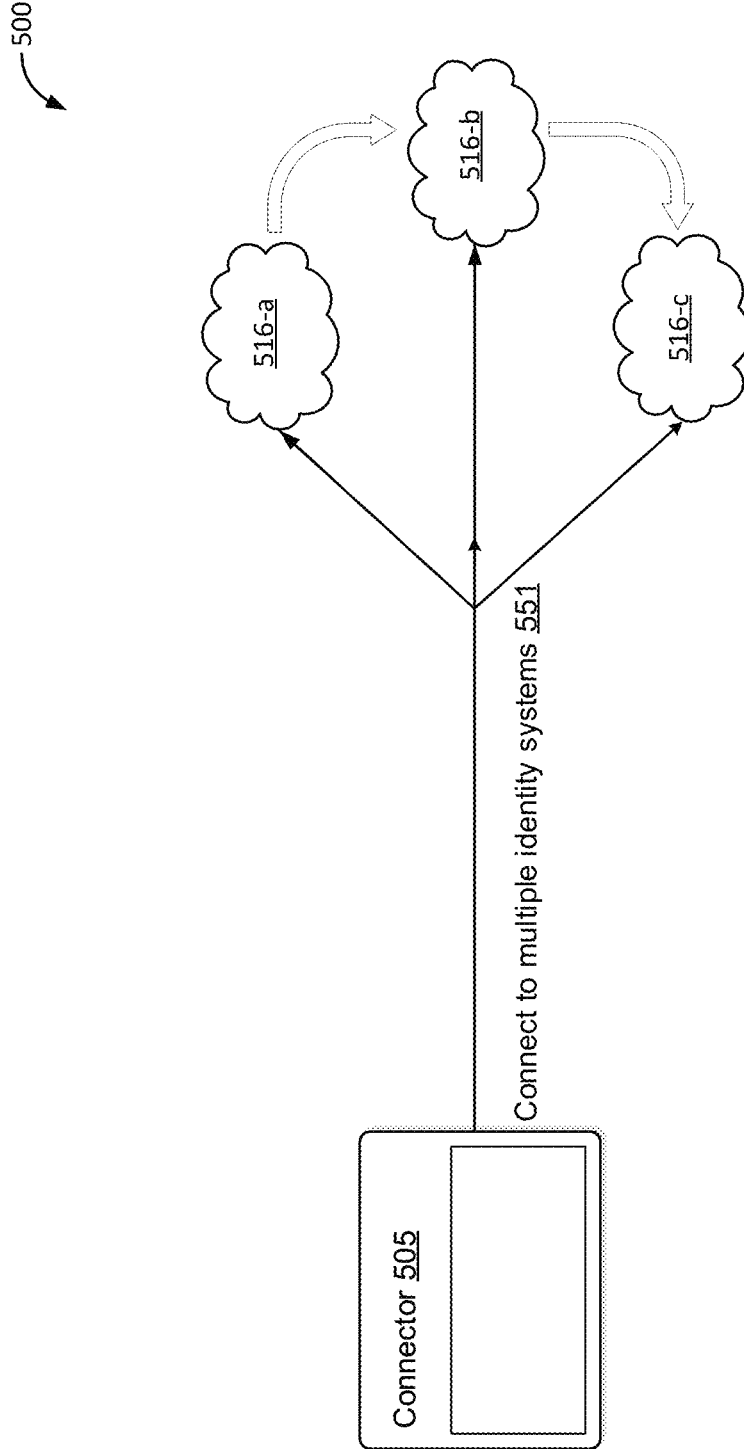 500
516-a
516-b
516-c
Connect to multiple identity systems 551
Connector 505